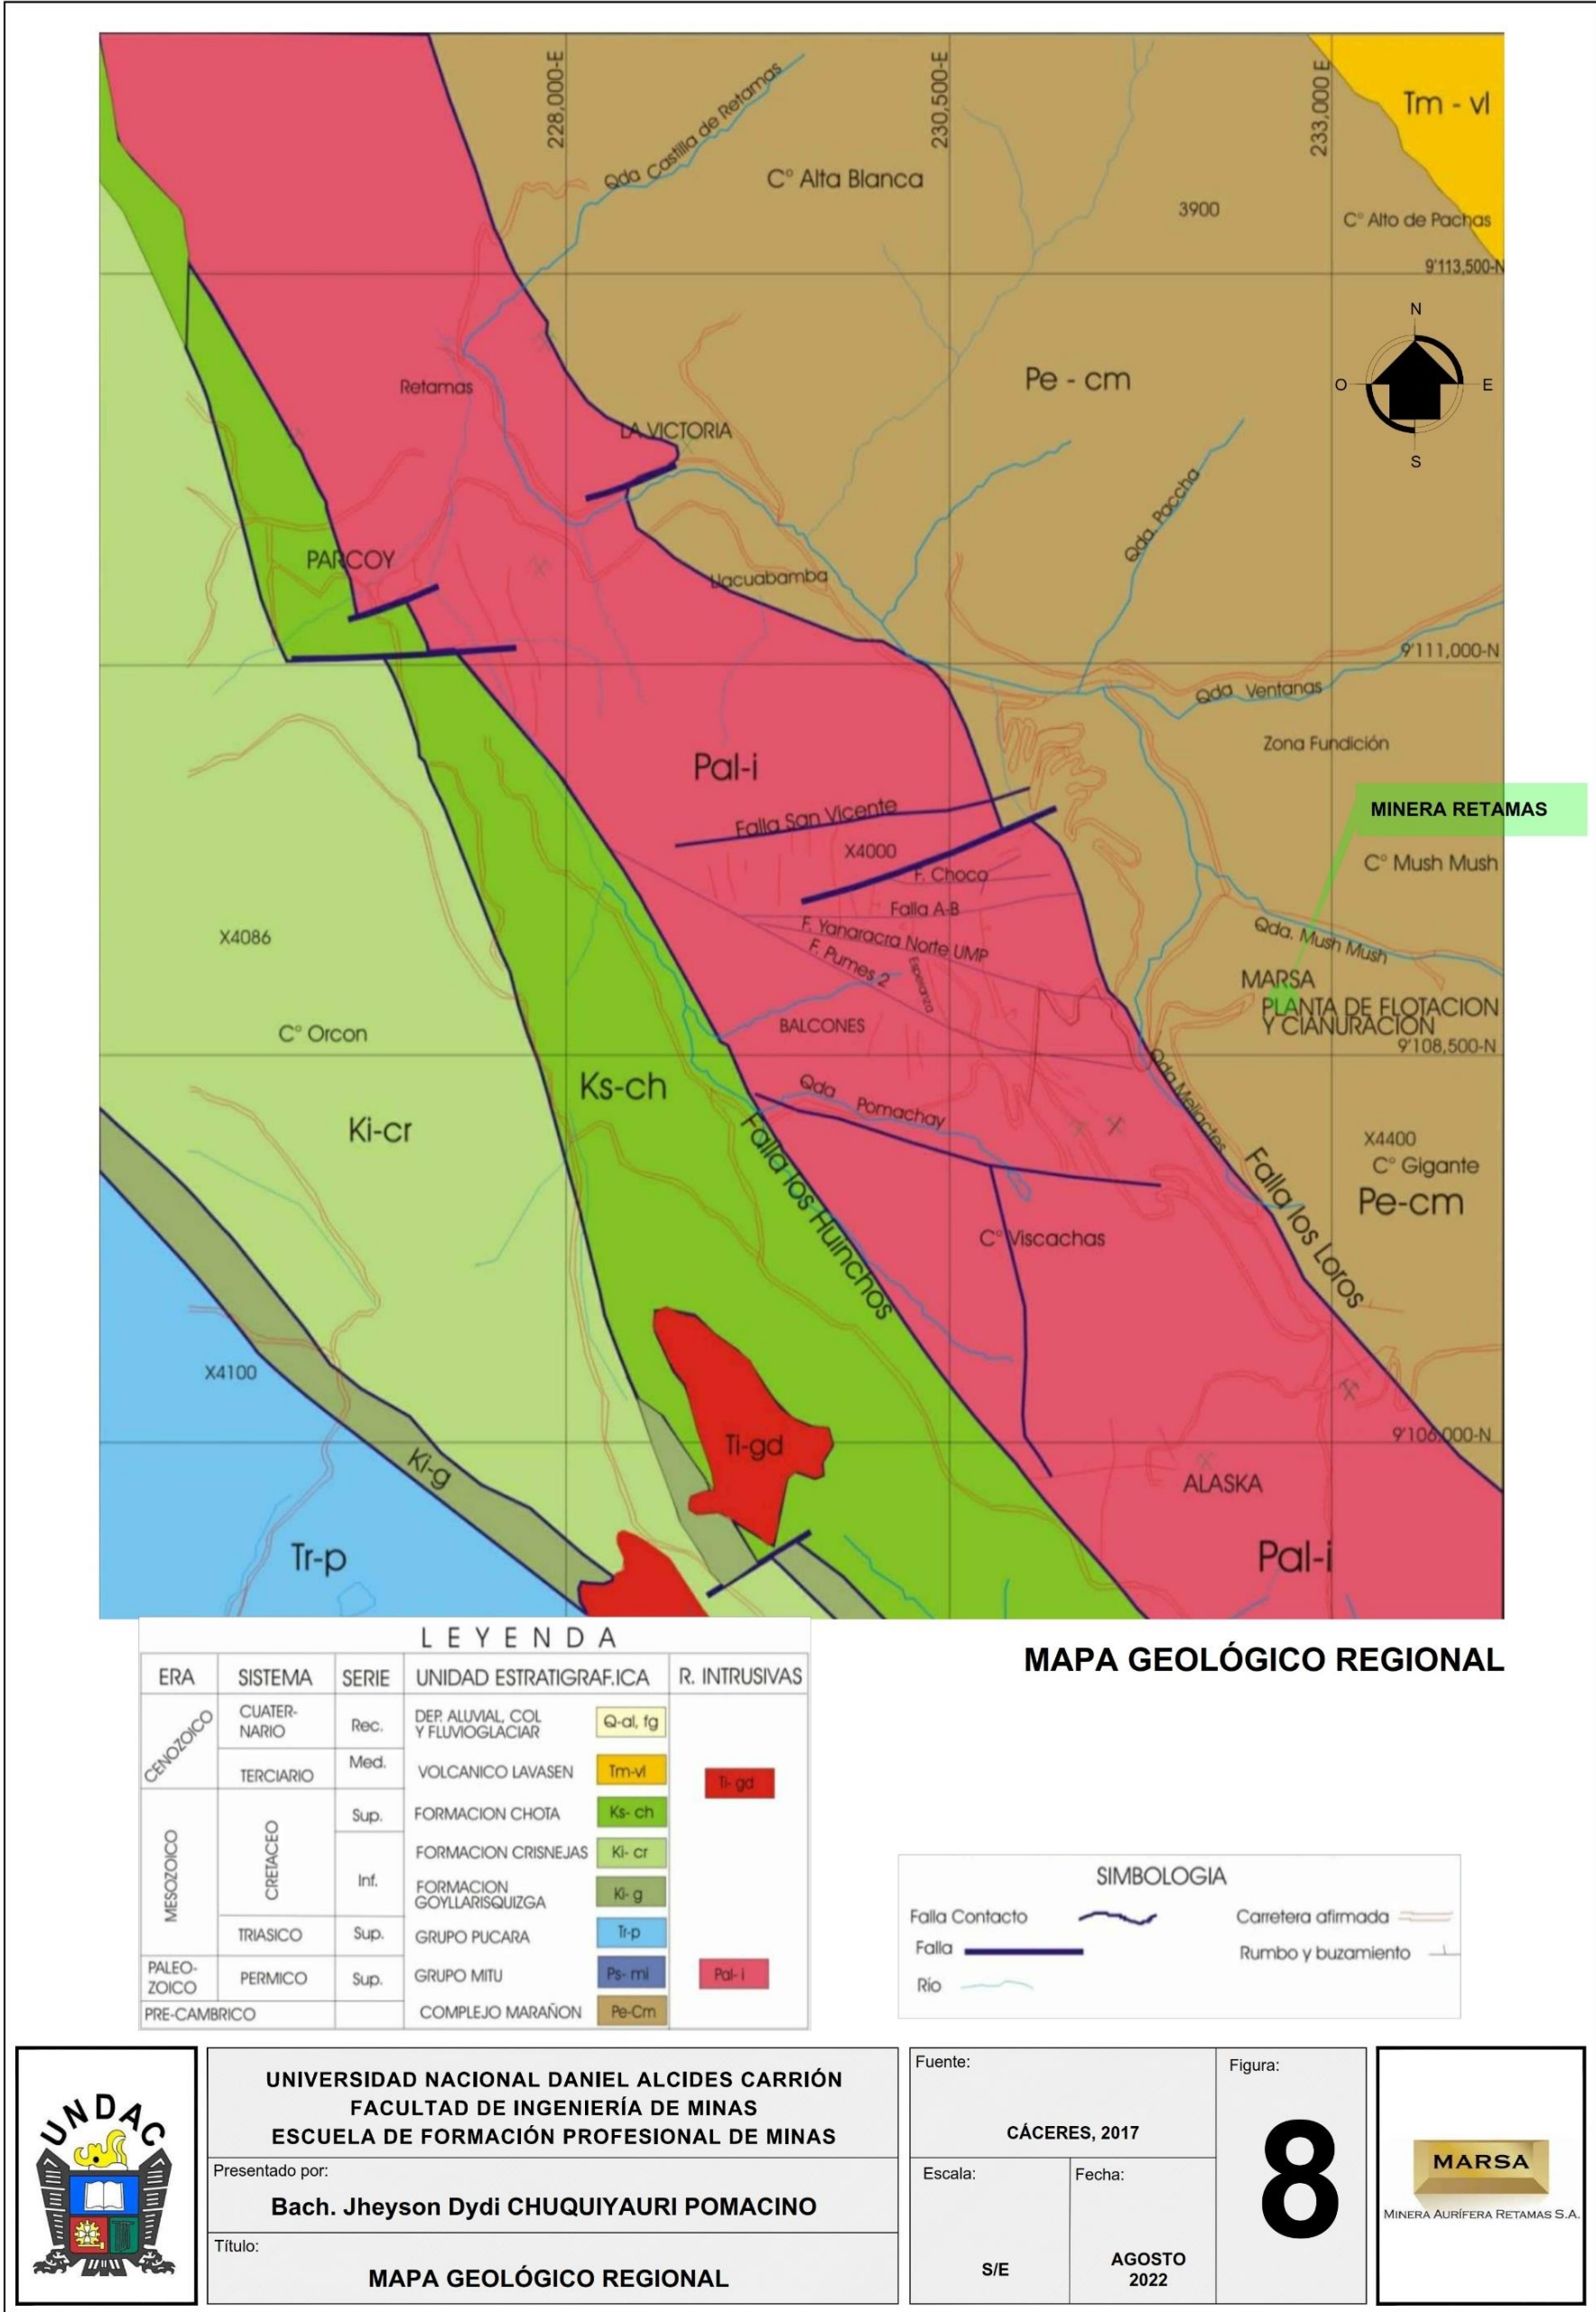 228,000-E
230,500-E
233,000 E
Tm - vl
Qda Castilla de Retamas
C° Alta Blanca
3900
C° Alto de Pachas
9'113,500-N
N
O
E
S
Pe - cm
Retamas
LA VICTORIA
Qda. Paccha
PARCOY
Llacuabamba
9'111,000-N
Qda Ventanas
Zona Fundición
Pal-i
MINERA RETAMAS
Falla San Vicente
X4000
C° Mush Mush
F. Choco
Falla A-B
F. Yanaracra Norte UMP
F. Pumes 2
Esperanza
Qda. Mush Mush
X4086
MARSA
PLANTA DE FLOTACION
Y CIANURACION
BALCONES
C° Orcon
9'108,500-N
Ks-ch
Qda Pomachay
Ki-cr
Falla los Huinchos
X4400
C° Gigante
Pe-cm
Falla los Loros
C° Viscachas
X4100
Ti-gd
9'106,000-N
Ki-g
ALASKA
Tr-p
Pal-i
MAPA GEOLÓGICO REGIONAL
LEYENDA
ERA SISTEMA SERIE UNIDAD ESTRATIGRAF.ICA R. INTRUSIVAS
CENOZOICO
CUATER-
NARIO
Rec.
DEP. ALUVIAL, COL
Y FLUVIOGLACIAR
Q-al, fg
TERCIARIO
Med.
VOLCANICO LAVASEN
Tm-vl
Ti- gd
MESOZOICO
CRETACEO
Sup.
FORMACION CHOTA
Ks- ch
Inf.
FORMACION CRISNEJAS
Ki- cr
FORMACION
GOYLLARISQUIZGA
Ki- g
TRIASICO
Sup.
GRUPO PUCARA
Tr-p
PALEO-
ZOICO
PERMICO
Sup.
GRUPO MITU
Ps- mi
Pal- i
PRE-CAMBRICO
COMPLEJO MARAÑON
Pe-Cm
SIMBOLOGIA
Falla Contacto
Carretera afirmada
Falla
Rumbo y buzamiento
Río
UNDAC
UNIVERSIDAD NACIONAL DANIEL ALCIDES CARRIÓN
FACULTAD DE INGENIERÍA DE MINAS
ESCUELA DE FORMACIÓN PROFESIONAL DE MINAS
Presentado por:
Bach. Jheyson Dydi CHUQUIYAURI POMACINO
Título:
MAPA GEOLÓGICO REGIONAL
Fuente:
CÁCERES, 2017
Escala:
S/E
Fecha:
AGOSTO
2022
Figura:
8
MARSA
MINERA AURÍFERA RETAMAS S.A.